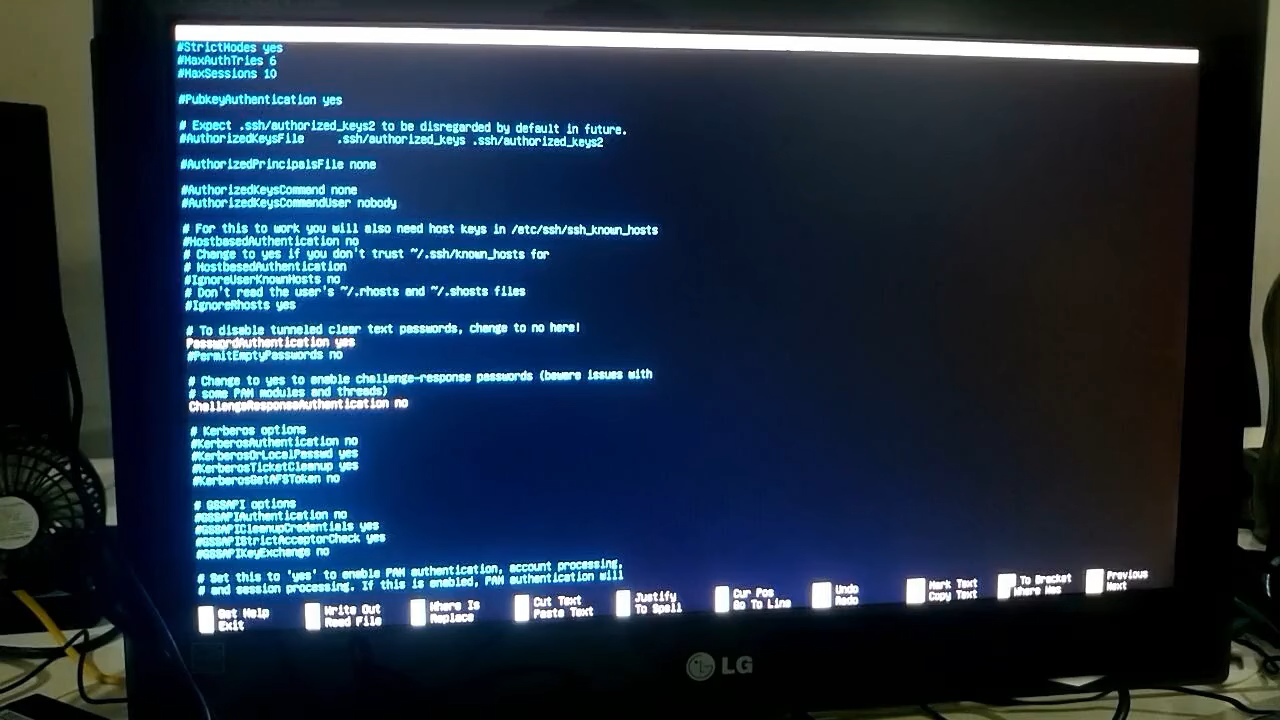 #StrictModes yes
#MaxAuthTries 6
#MaxSessions 10
#PubkeyAuthentication yes
# Expect .ssh/authorized_keys2 to be disregarded by default in future.
#AuthorizedKeysFile .ssh/authorized_keys .ssh/authorized_keys2
#AuthorizedPrincipalsFile none
#AuthorizedKeysCommand none
#AuthorizedKeysCommandUser nobody
# For this to work you will also need host keys in /etc/ssh/ssh_known_hosts
#HostbasedAuthentication no
# Change to yes if you don't trust ~/.ssh/known_hosts for
# HostbasedAuthentication
#IgnoreUserKnownHosts no
# Don't read the user's ~/.rhosts and ~/.shosts files
#IgnoreRhosts yes
# To disable tunneled clear text passwords, change to no here!
PasswordAuthentication yes
#PermitEmptyPasswords no
# Change to yes to enable challenge-response passwords (beware issues with
# some PAM modules and threads)
ChallengeResponseAuthentication no
# Kerberos options
#KerberosAuthentication no
#KerberosOrLocalPasswd yes
#KerberosTicketCleanup yes
#KerberosGetAFSToken no
# GSSAPI options
#GSSAPIAuthentication no
#GSSAPICleanupCredentials yes
#GSSAPIStrictAcceptorCheck yes
#GSSAPIKeyExchange no
# Set this to 'yes' to enable PAM authentication, account processing,
# and session processing. If this is enabled, PAM authentication will
Get Help Write Out Where Is Cut Text Justify Cur Pos Undo Mark Text To Bracket Previous
Exit Read File Replace Paste Text To Spell Go To Line Redo Copy Text Where Was Next
LG